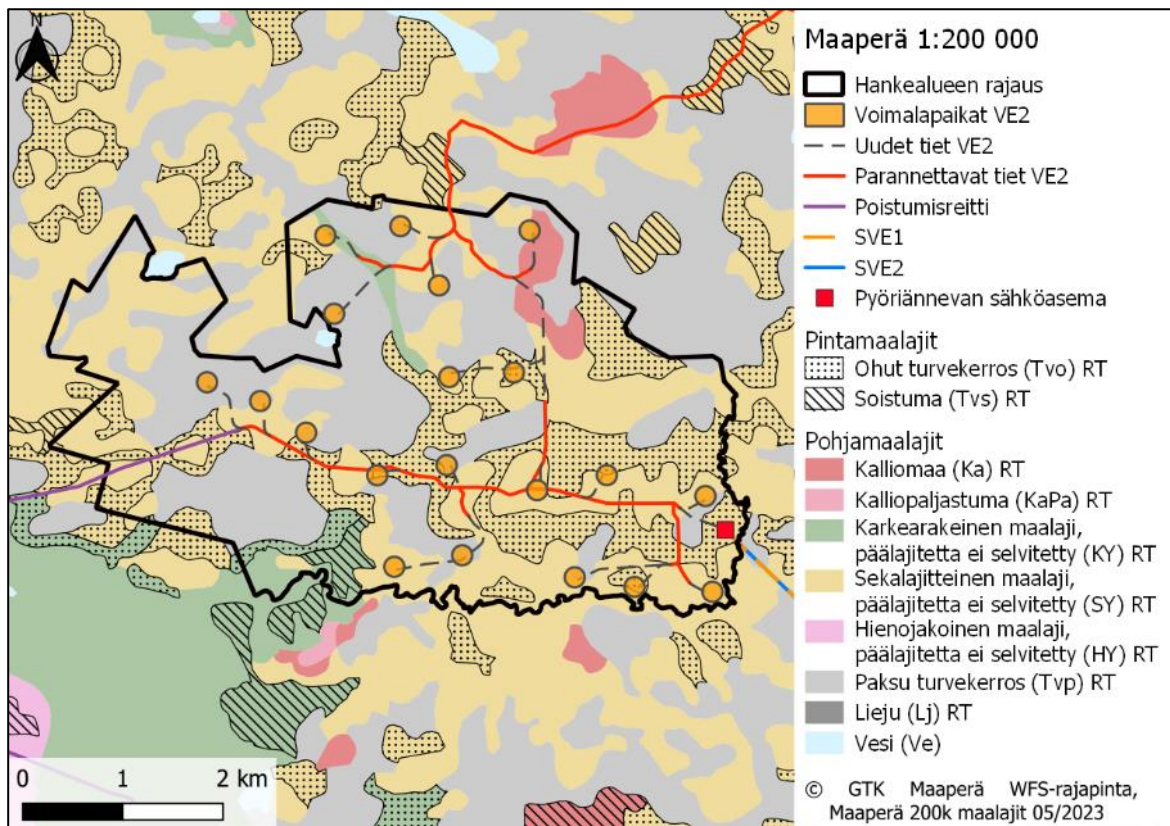 N
Maaperä 1:200 000
Hankealueen rajaus
Voimalapaikat VE2
Uudet tiet VE2
Parannettavat tiet VE2
Poistumisreitti
SVE1
SVE2
Pyöriännevan sähköasema
Pintamaalajit
Ohut turvekerros (Tvo) RT
Soistuma (Tvs) RT
Pohjamaalajit
Kalliomaa (Ka) RT
Kalliopaljastuma (KaPa) RT
Karkearakeinen maalaji,
päälajitetta ei selvitetty (KY) RT
Sekalajitteinen maalaji,
päälajitetta ei selvitetty (SY) RT
Hienojakoinen maalaji,
päälajitetta ei selvitetty (HY) RT
Paksu turvekerros (Tvp) RT
Lieju (Lj) RT
Vesi (Ve)
© GTK Maaperä WFS-rajapinta,
Maaperä 200k maalajit 05/2023
0 1 2 km